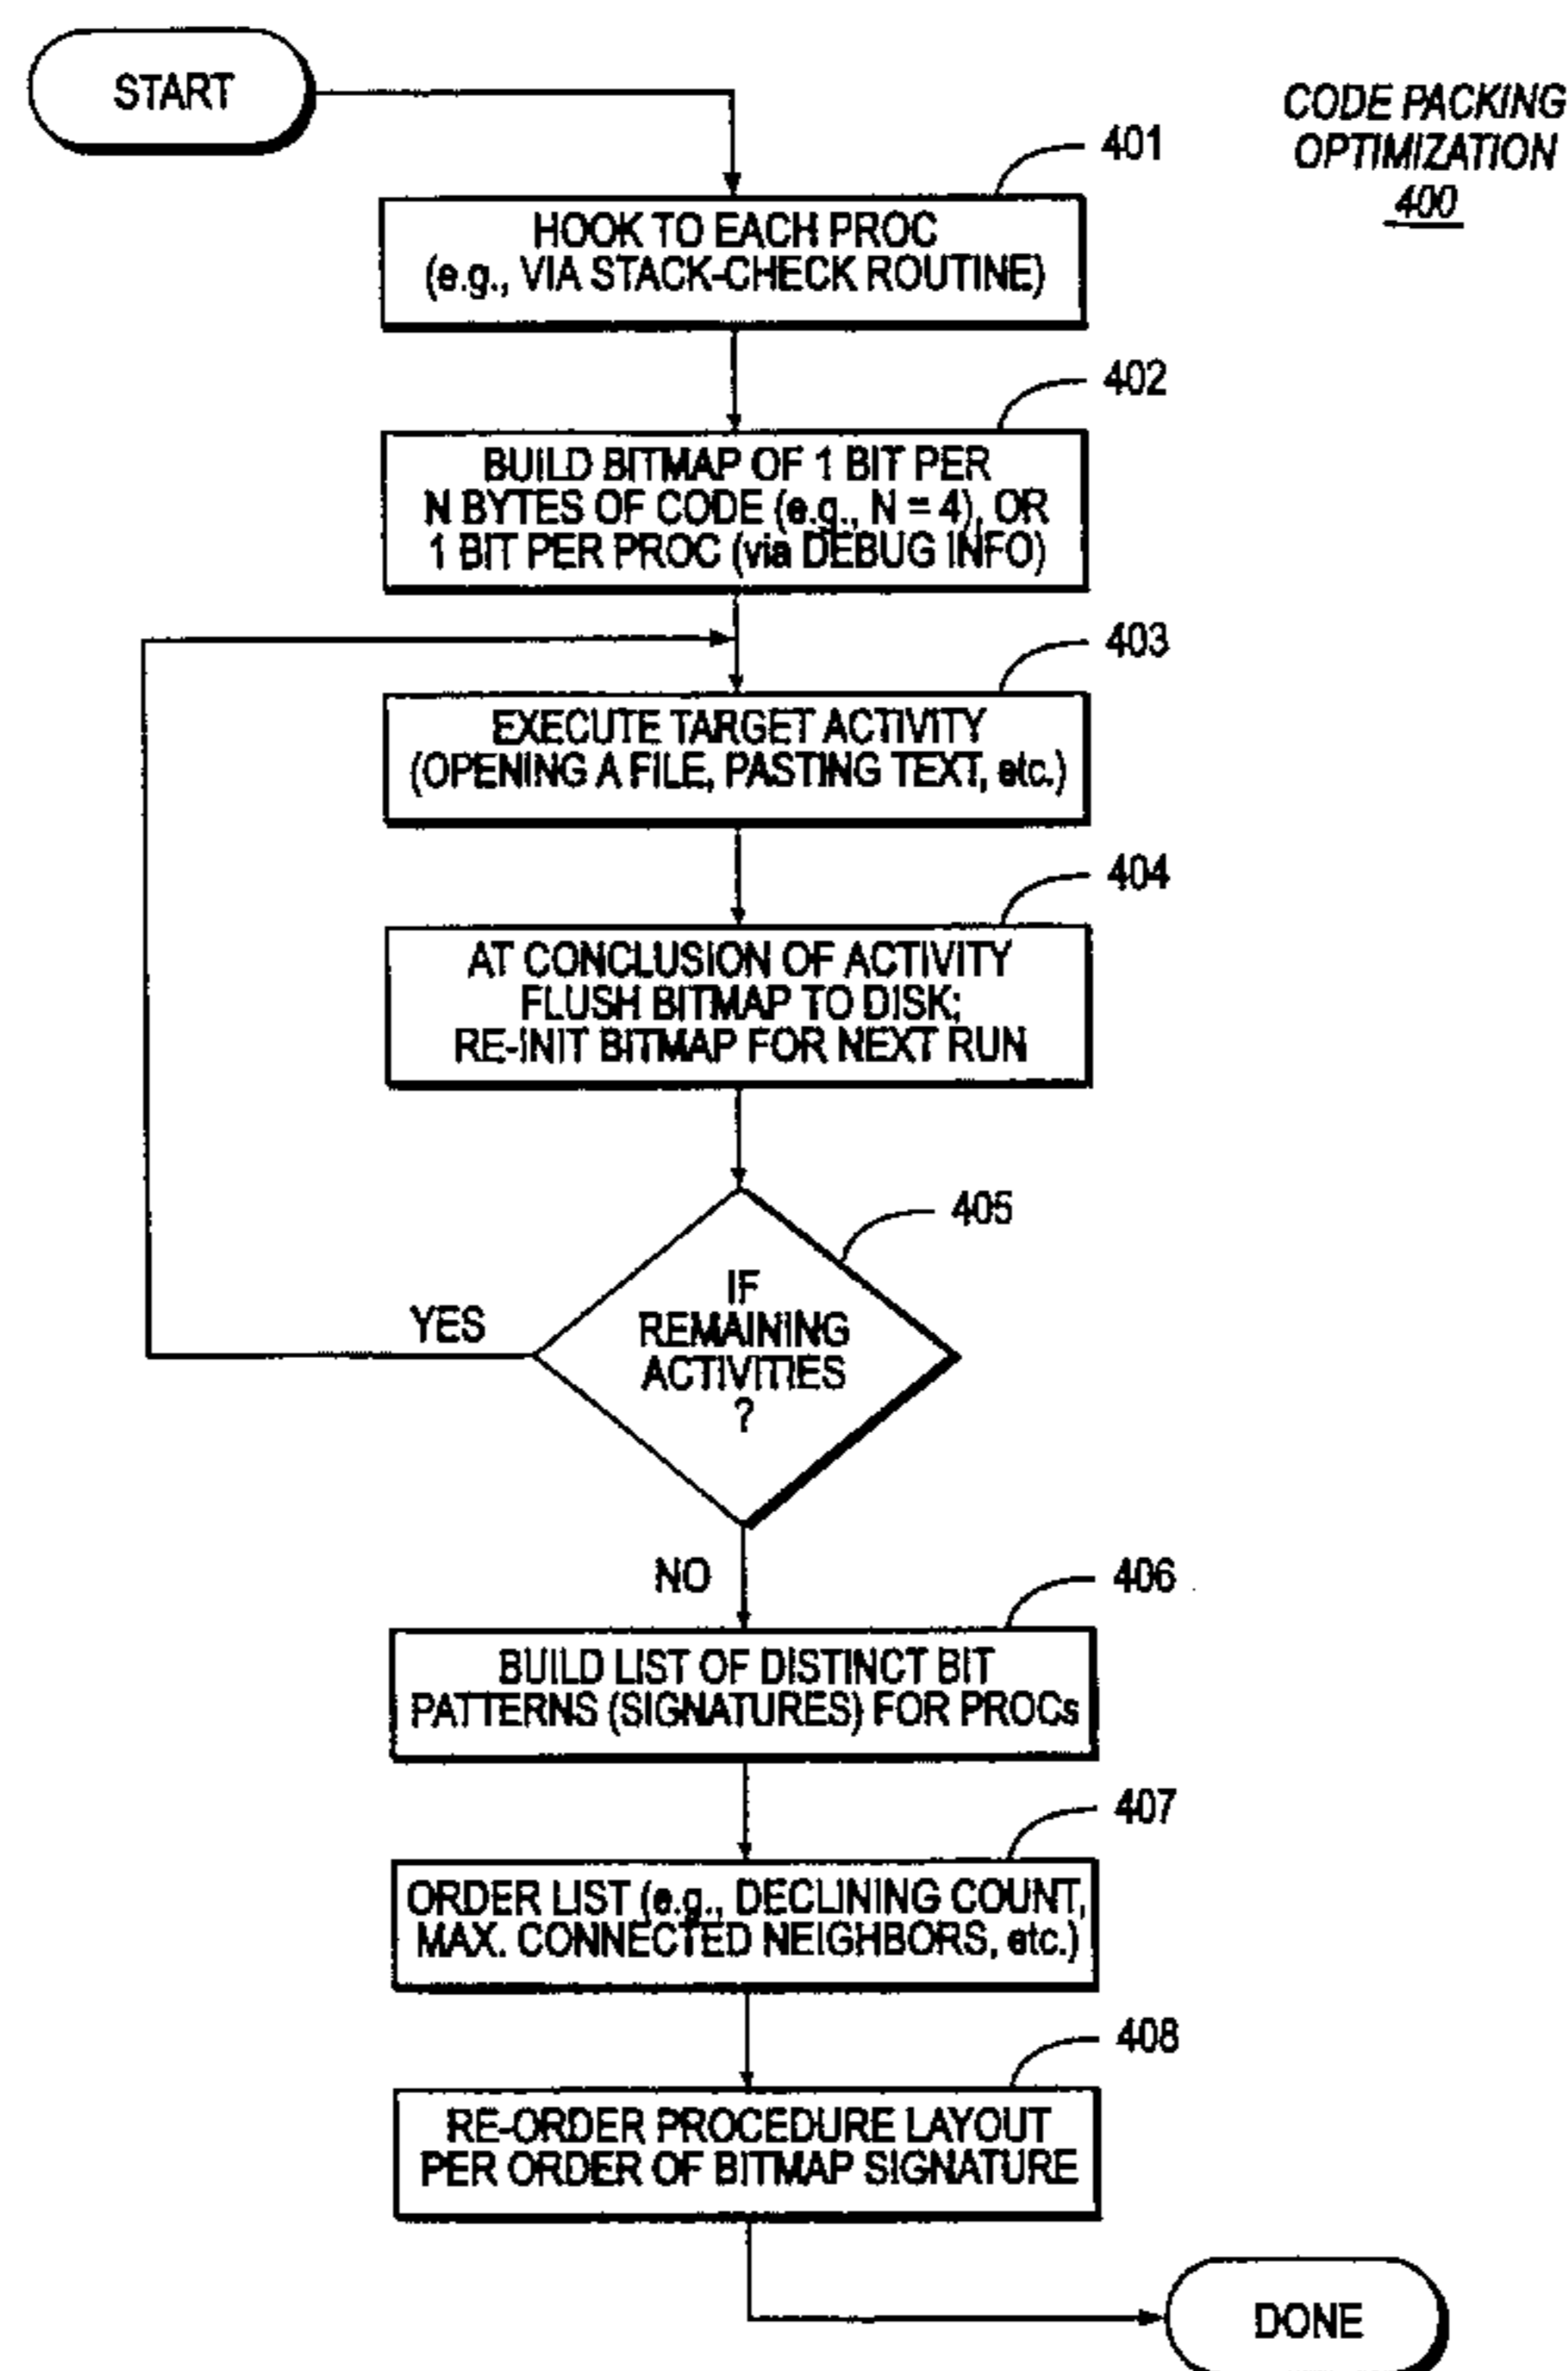 START
CODE PACKING
OPTIMIZATION
400
401
HOOK TO EACH PROC
(e.g., VIA STACK-CHECK ROUTINE)
402
BUILD BITMAP OF 1 BIT PER
N BYTES OF CODE (e.g., N = 4), OR
1 BIT PER PROC (via DEBUG INFO)
403
EXECUTE TARGET ACTIVITY
(OPENING A FILE, PASTING TEXT, etc.)
404
AT CONCLUSION OF ACTIVITY
FLUSH BITMAP TO DISK;
RE-INIT BITMAP FOR NEXT RUN
405
IF
REMAINING
ACTIVITIES
?
YES
NO
406
BUILD LIST OF DISTINCT BIT
PATTERNS (SIGNATURES) FOR PROCs
407
ORDER LIST (e.g., DECLINING COUNT,
MAX. CONNECTED NEIGHBORS, etc.)
408
RE-ORDER PROCEDURE LAYOUT
PER ORDER OF BITMAP SIGNATURE
DONE